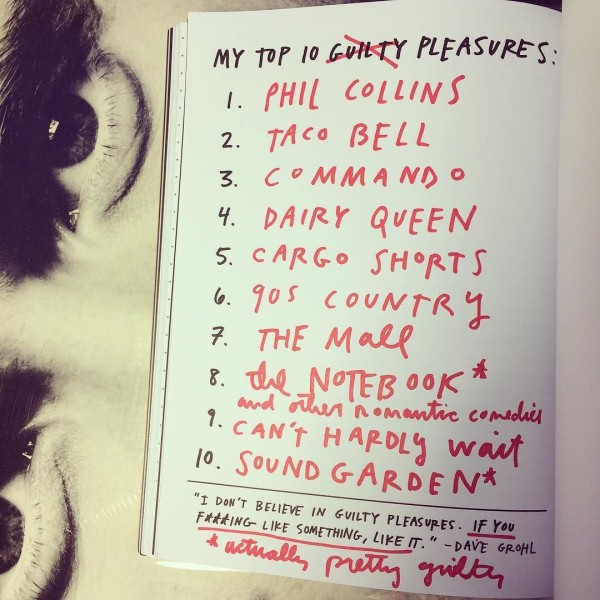 MY TOP 10 GUILTY PLEASURES:
1. PHIL COLLINS
2. TACO BELL
3. COMMANDO
4. DAIRY QUEEN
5. CARGO SHORTS
6. 90s COUNTRY
7. THE Mall
8. the NOTEBOOK*
and other romantic comedies
9. CAN'T HARDLY wait
10. SOUNDGARDEN*
"I DON'T BELIEVE IN GUILTY PLEASURES. IF YOU
F***ING LIKE SOMETHING, LIKE IT." -DAVE GROHL
* actually pretty guilty